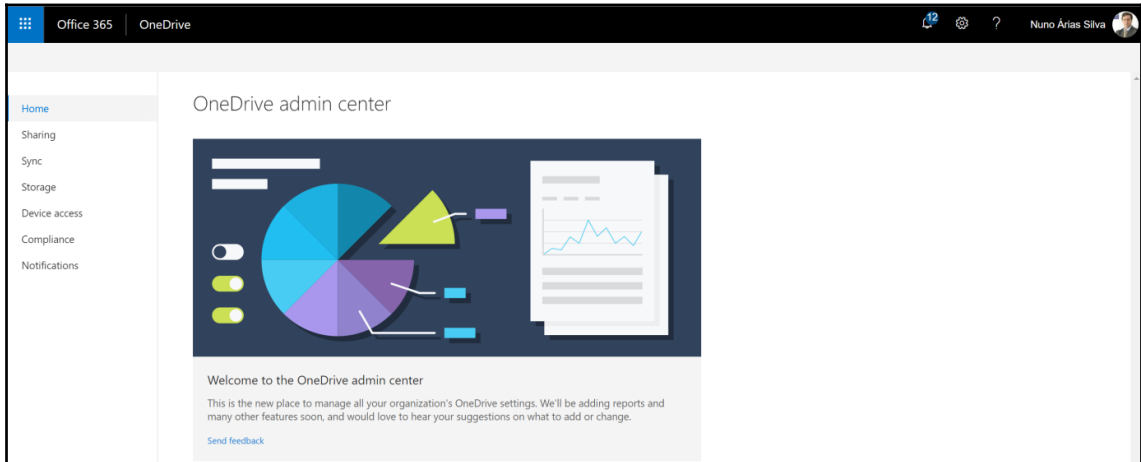 Office 365
OneDrive
12
?
Nuno Árias Silva
Home
Sharing
Sync
Storage
Device access
Compliance
Notifications
OneDrive admin center
Welcome to the OneDrive admin center
This is the new place to manage all your organization's OneDrive settings. We'll be adding reports and
many other features soon, and would love to hear your suggestions on what to add or change.
Send feedback